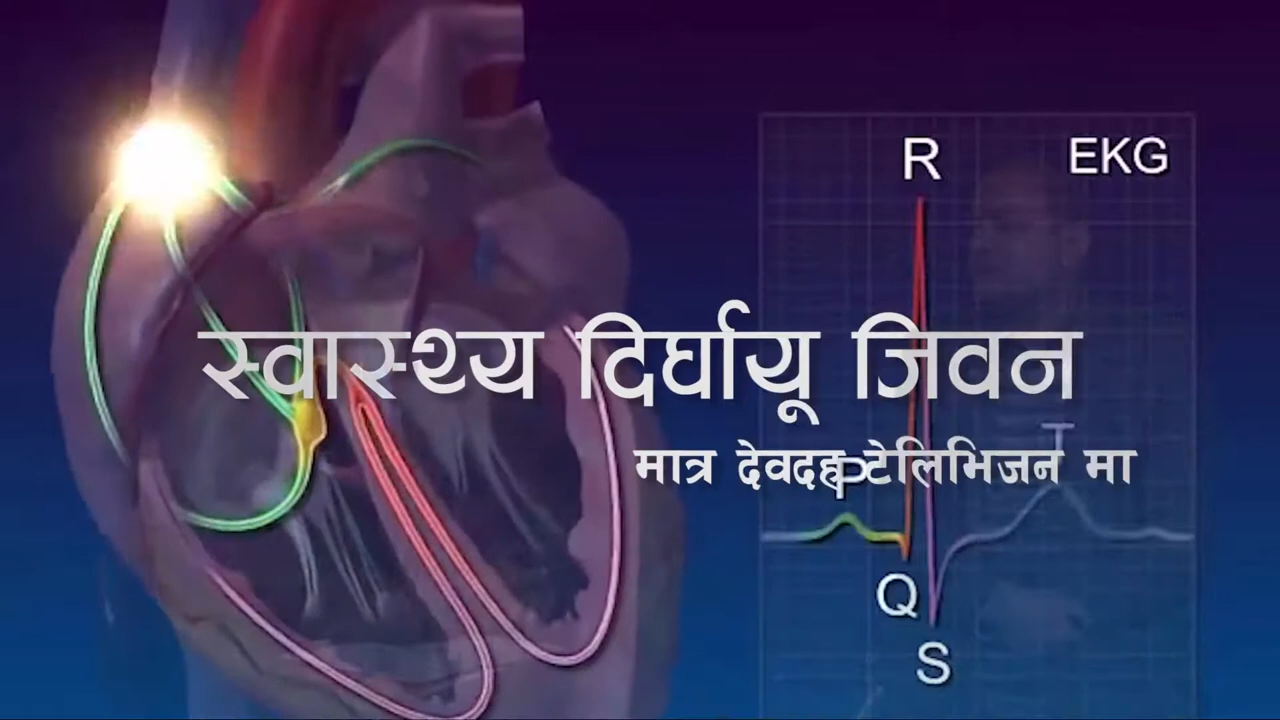 R
EKG
स्वास्थ्य दिर्घायू जिवन
T
मात्र देवदह टेलिभिजन मा
P
Q
S